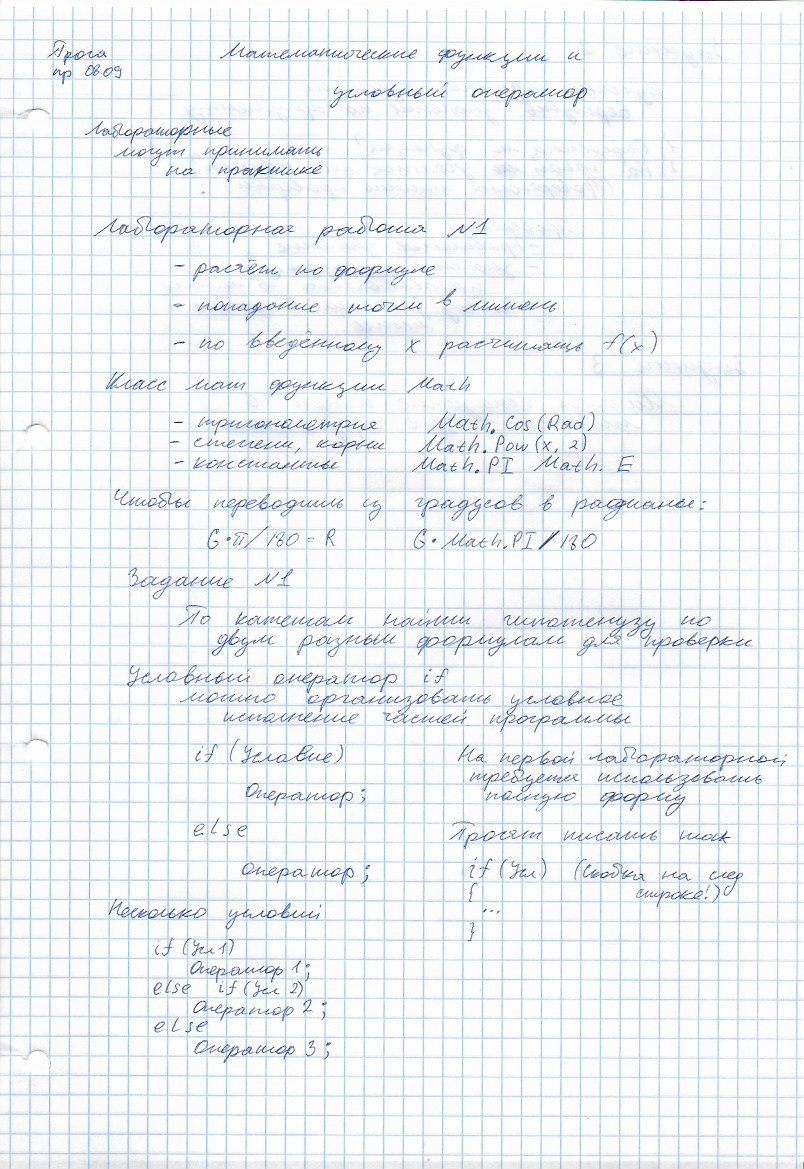 Прога
пр 08.09
Математические функции и
условный оператор
Лабораторные
могут принимать
на практике
Лабораторная работа №1
- расчёт по формуле
- попадание точки в мишень
- по введённому x расчитать f(x)
Класс мат функции Math
- тригонометрия Math.Cos(Rad)
- степени, корни Math.Pow(x, 2)
- константы Math.PI Math.E
Чтобы переводить из градусов в радианы:
G·π/180 = R G·Math.PI/180
Задание №1
По катетам найти гипотенузу по
двум разным формулам для проверки
Условный оператор if
можно организовать условное
исполнение частей программы
if (Условие)
Оператор;
else
Оператор;
На первой лабораторной
требуется использовать
полную форму
Просят писать так
if (Усл) (Скобка на след
{ строке!)
...
}
Несколько условий
if (Усл 1)
Оператор 1;
else if (Усл 2)
Оператор 2;
else
Оператор 3;